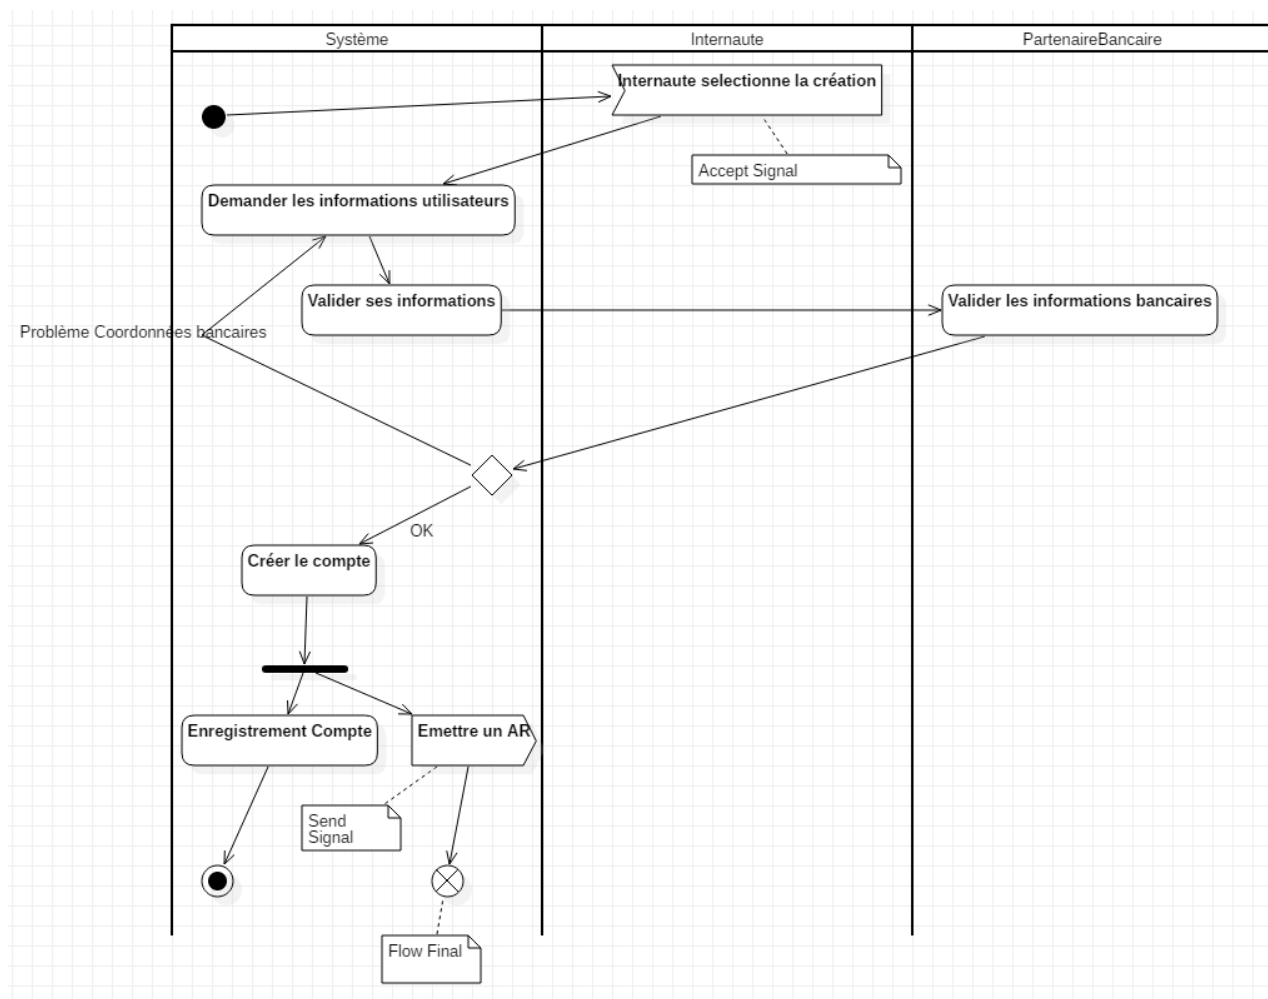 Système
Internaute
PartenaireBancaire
Internaute selectionne la création
Accept Signal
Demander les informations utilisateurs
Valider ses informations
Valider les informations bancaires
Problème Coordonnées bancaires
OK
Créer le compte
Enregistrement Compte
Emettre un AR
Send
Signal
Flow Final